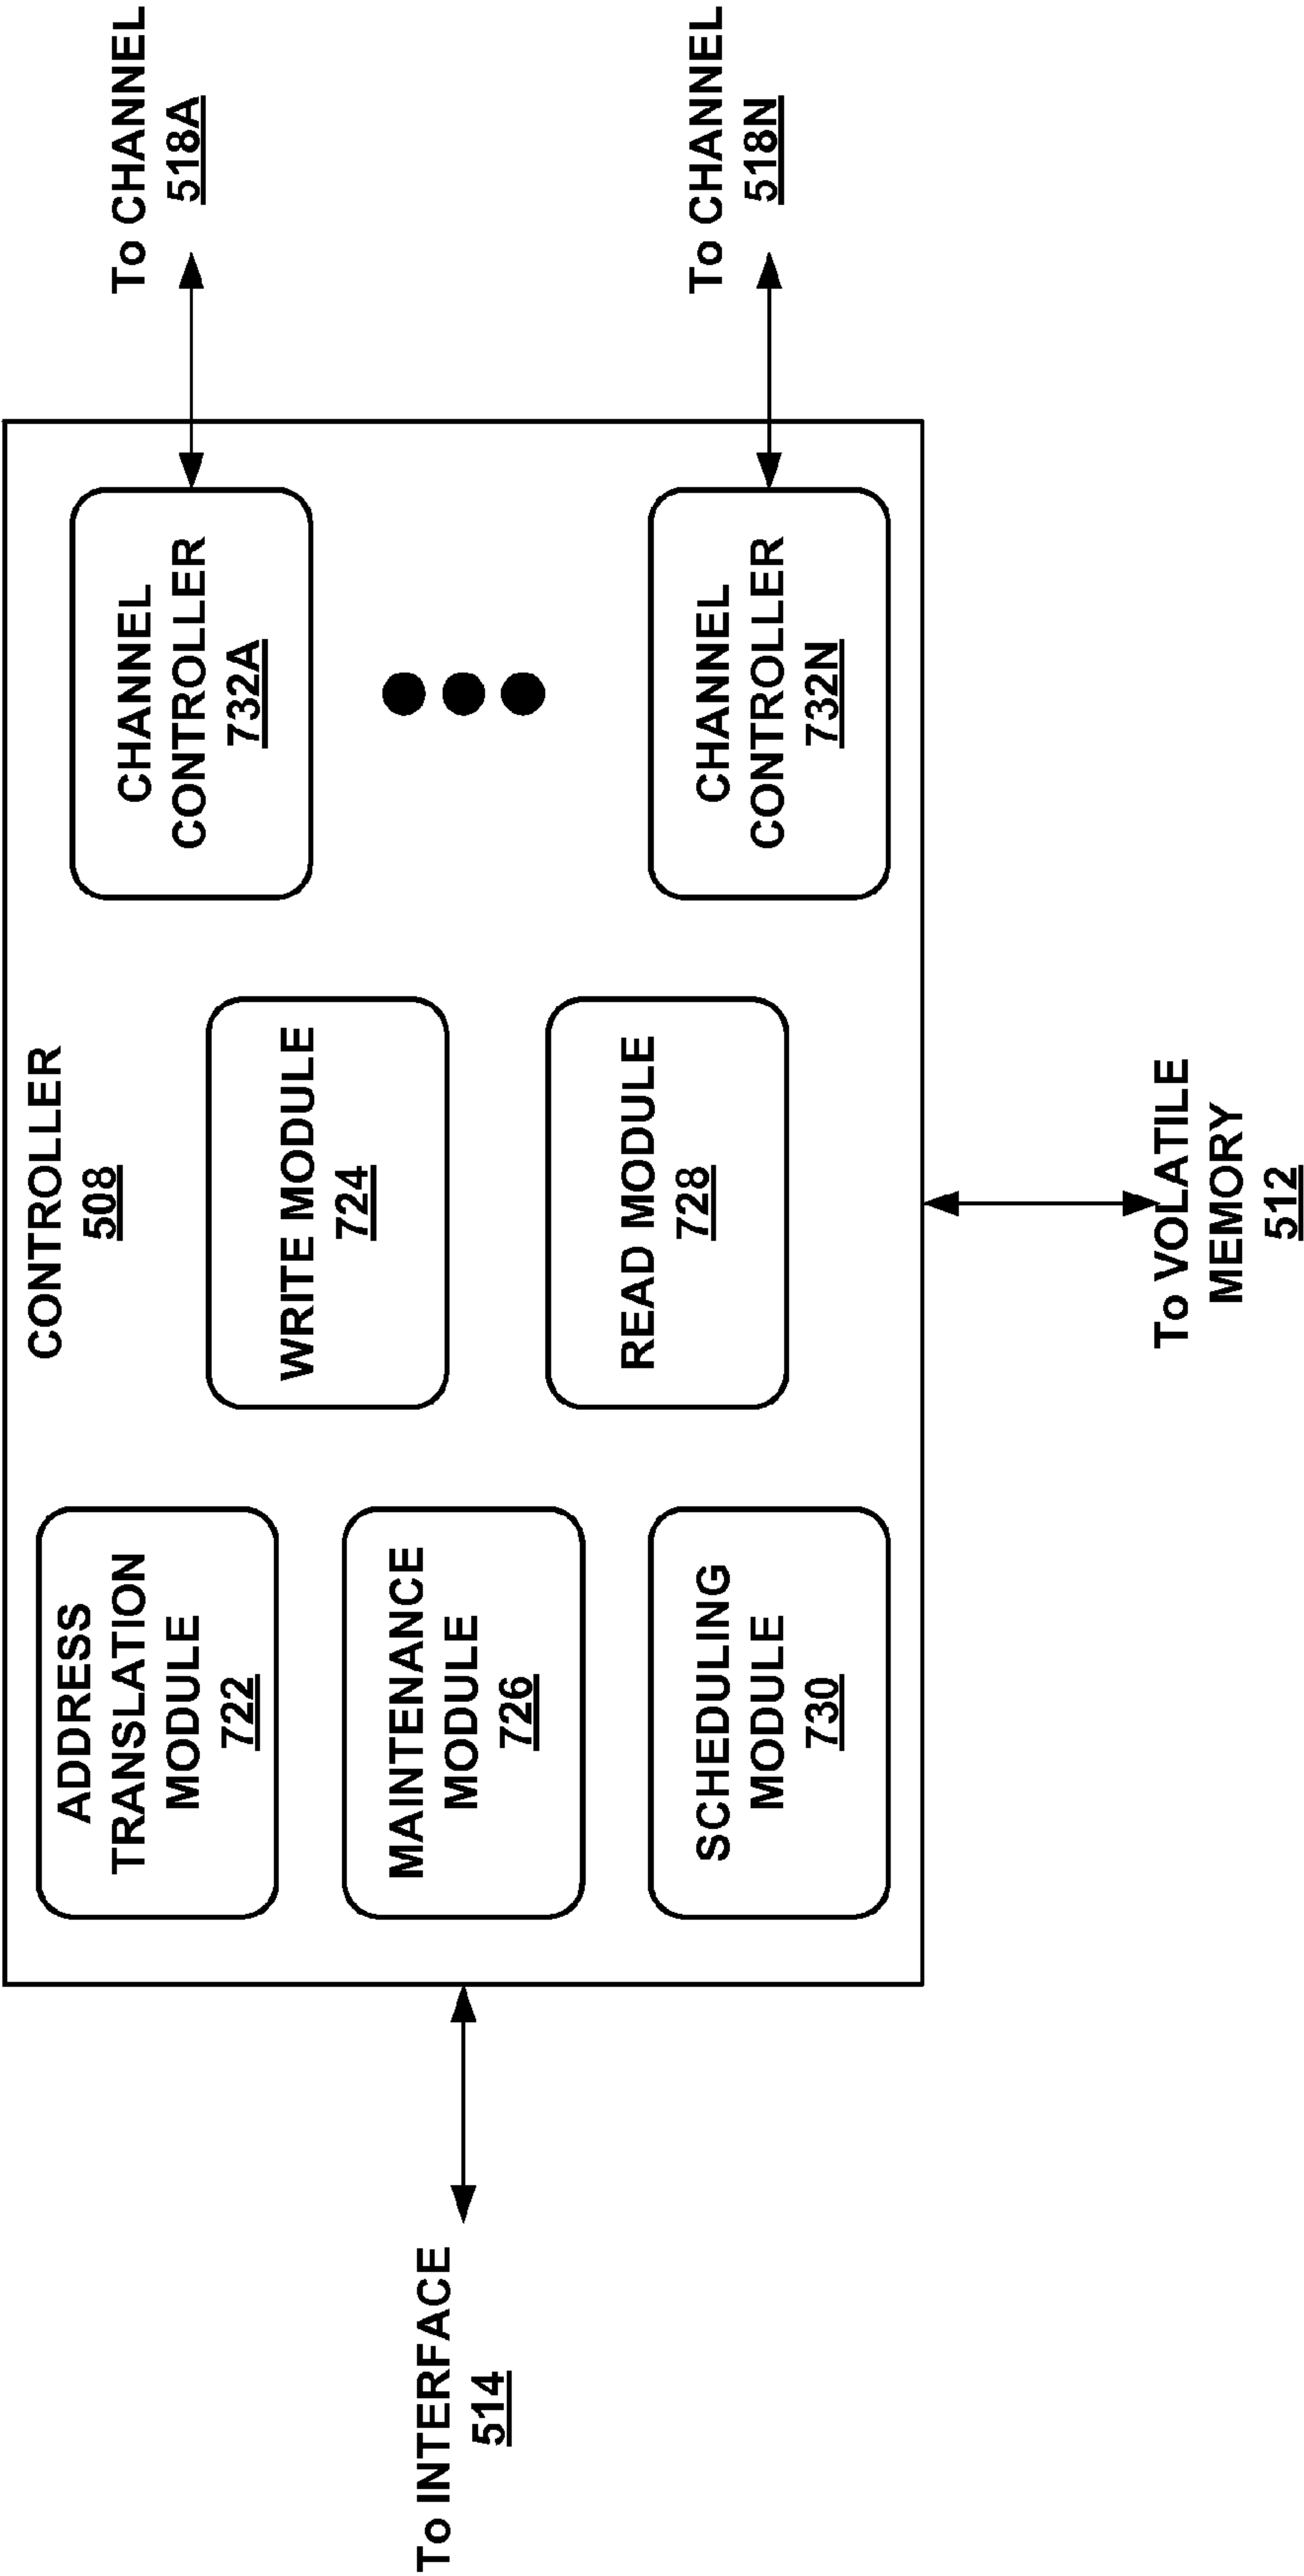 CONTROLLER
508
ADDRESS
TRANSLATION
MODULE
722
MAINTENANCE
MODULE
726
SCHEDULING
MODULE
730
WRITE MODULE
724
READ MODULE
728
CHANNEL
CONTROLLER
732A
CHANNEL
CONTROLLER
732N
To CHANNEL
518A
To CHANNEL
518N
To INTERFACE
514
To VOLATILE
MEMORY
512